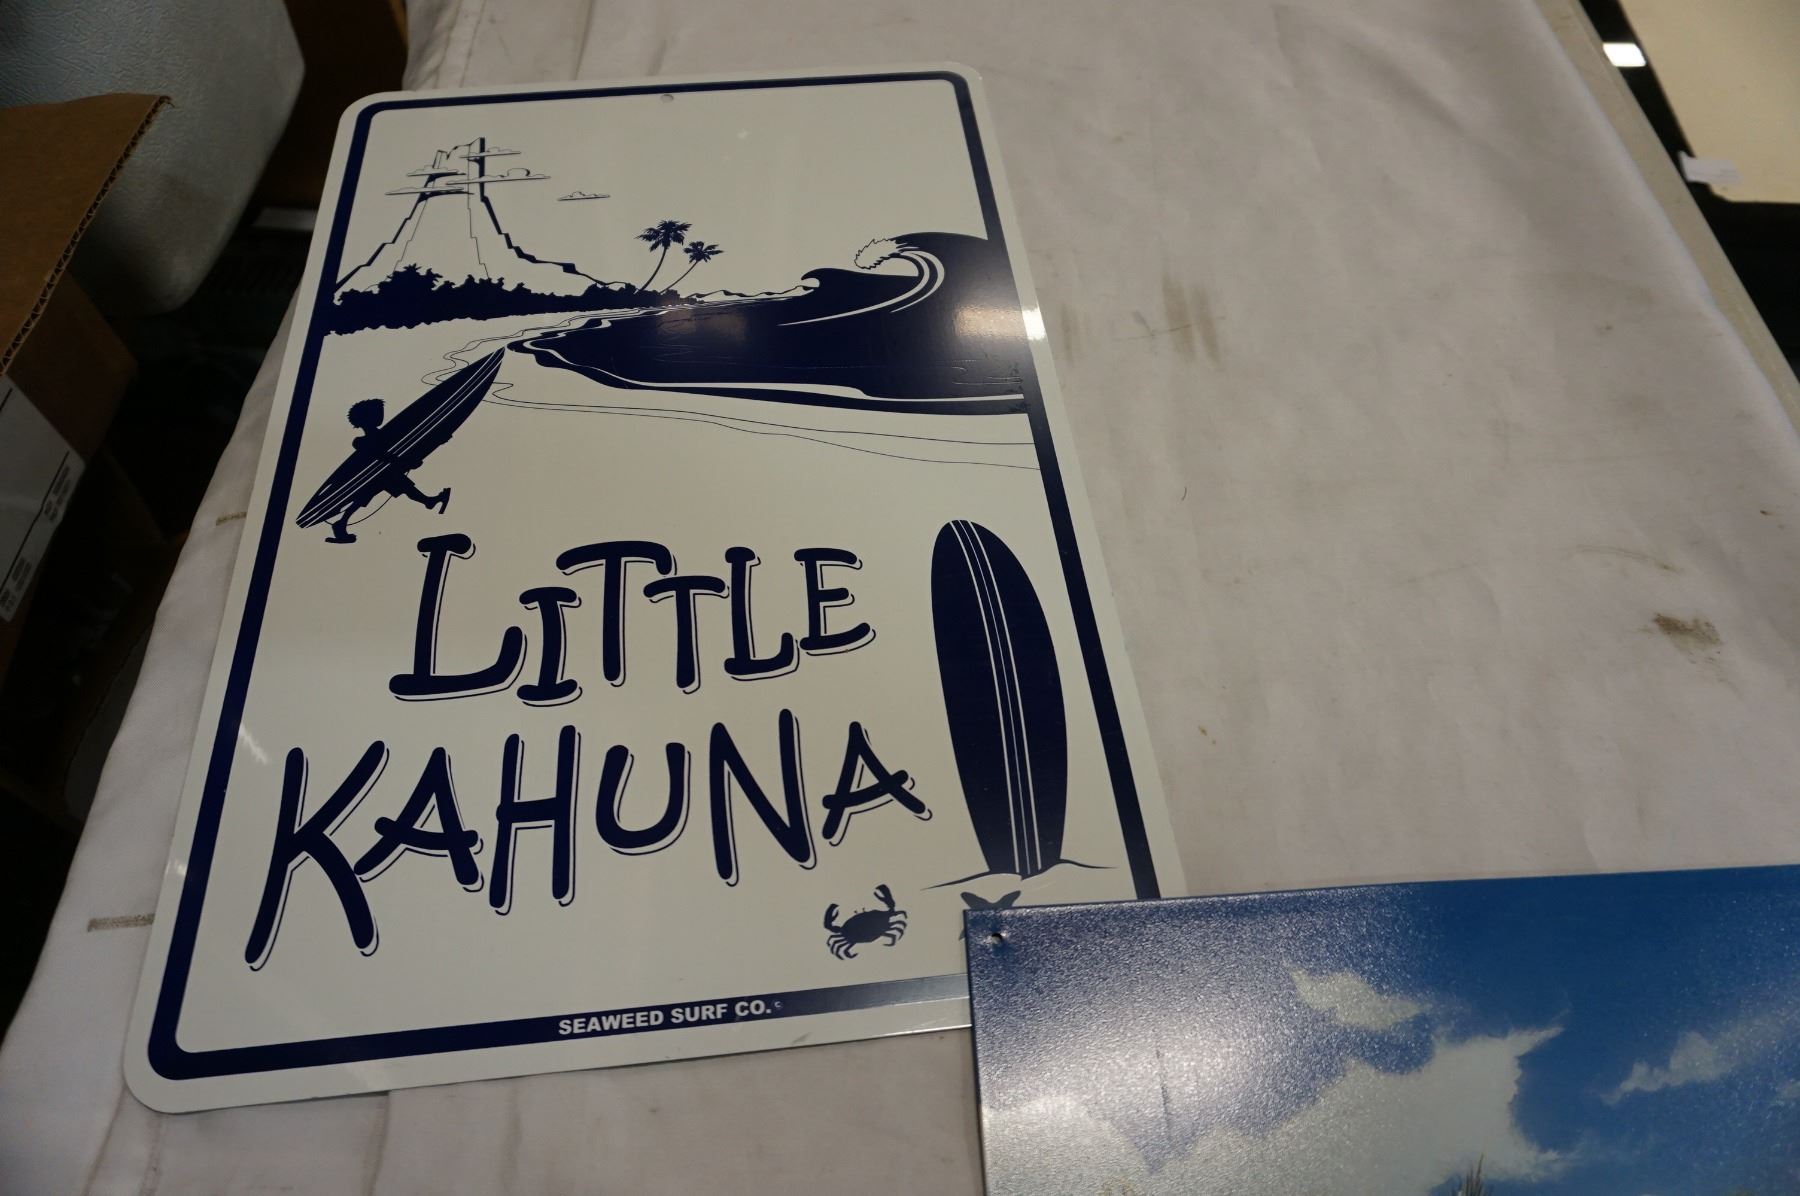 LITTLE
KAHUNA
SEAWEED SURF CO.